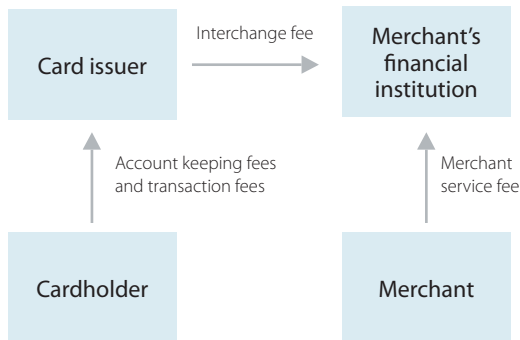 Interchange fee
Card issuer
Merchant’s
financial
institution
Account keeping fees
and transaction fees
Merchant
service fee
Cardholder
Merchant